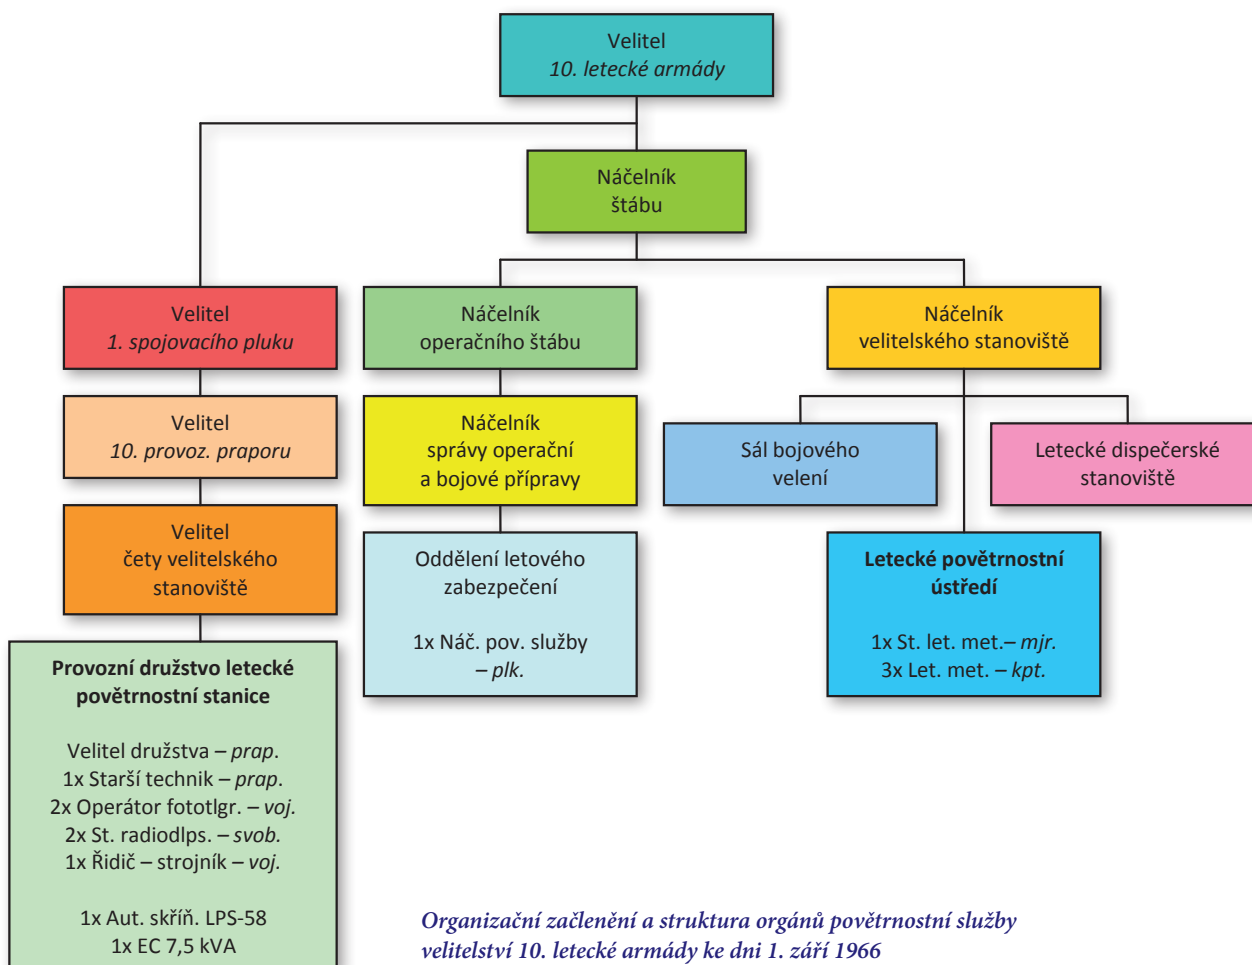 Velitel
10. letecké armády
Náčelník
štábu
Velitel
1. spojovacího pluku
Náčelník
operačního štábu
Náčelník
velitelského stanoviště
Velitel
10. provoz. praporu
Náčelník
správy operační
a bojové přípravy
Sál bojového
velení
Letecké dispečerské
stanoviště
Velitel
čety velitelského
stanoviště
Oddělení letového
zabezpečení
1x Náč. pov. služby
– plk.
Letecké povětrnostní
ústředí
1x St. let. met.– mjr.
3x Let. met. – kpt.
Provozní družstvo letecké
povětrnostní stanice
Velitel družstva – prap.
1x Starší technik – prap.
2x Operátor fototlgr. – voj.
2x St. radiodlps. – svob.
1x Řidič – strojník – voj.
1x Aut. skříň. LPS-58
1x EC 7,5 kVA
Organizační začlenění a struktura orgánů povětrnostní služby
velitelství 10. letecké armády ke dni 1. září 1966